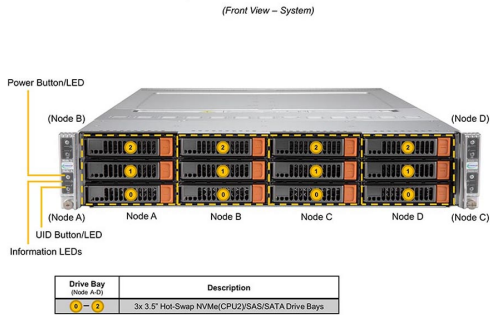 (Front View – System)
Power Button/LED
(Node B)
(Node D)
2 2 2 2
1 1 1 1
0 0 0 0
(Node A) Node A Node B Node C Node D (Node C)
UID Button/LED
Information LEDs
Drive Bay
(Node A-D)
Description
0 – 2
3x 3.5" Hot-Swap NVMe(CPU2)/SAS/SATA Drive Bays